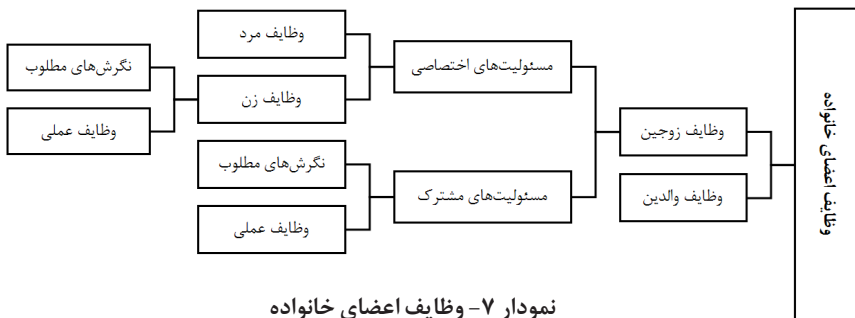 وظایف اعضای خانواده
وظایف زوجین
وظایف والدین
مسئولیت‌های اختصاصی
مسئولیت‌های مشترک
وظایف مرد
وظایف زن
نگرش‌های مطلوب
وظایف عملی
نگرش‌های مطلوب
وظایف عملی
نمودار ۷- وظایف اعضای خانواده